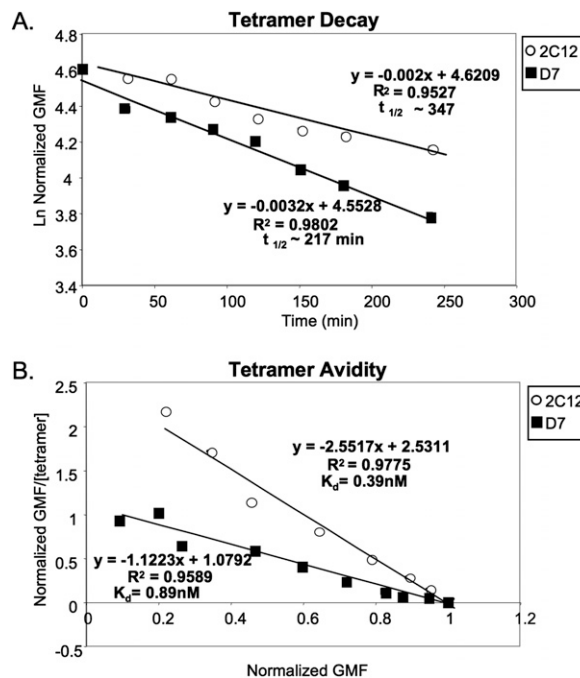 A.
Tetramer Decay
Ln Normalized GMF
4.8
4.6
4.4
4.2
4
3.8
3.6
3.4
y = -0.002x + 4.6209
R² = 0.9527
t 1/2 ~ 347
y = -0.0032x + 4.5528
R² = 0.9802
t 1/2 ~ 217 min
0 50 100 150 200 250 300
Time (min)
2C12
D7
B.
Tetramer Avidity
Normalized GMF/[tetramer]
2.5
2
1.5
1
0.5
0
-0.5
y = -2.5517x + 2.5311
R² = 0.9775
Kd= 0.39nM
y = -1.1223x + 1.0792
R² = 0.9589
Kd= 0.89nM
0 0.2 0.4 0.6 0.8 1 1.2
Normalized GMF
2C12
D7